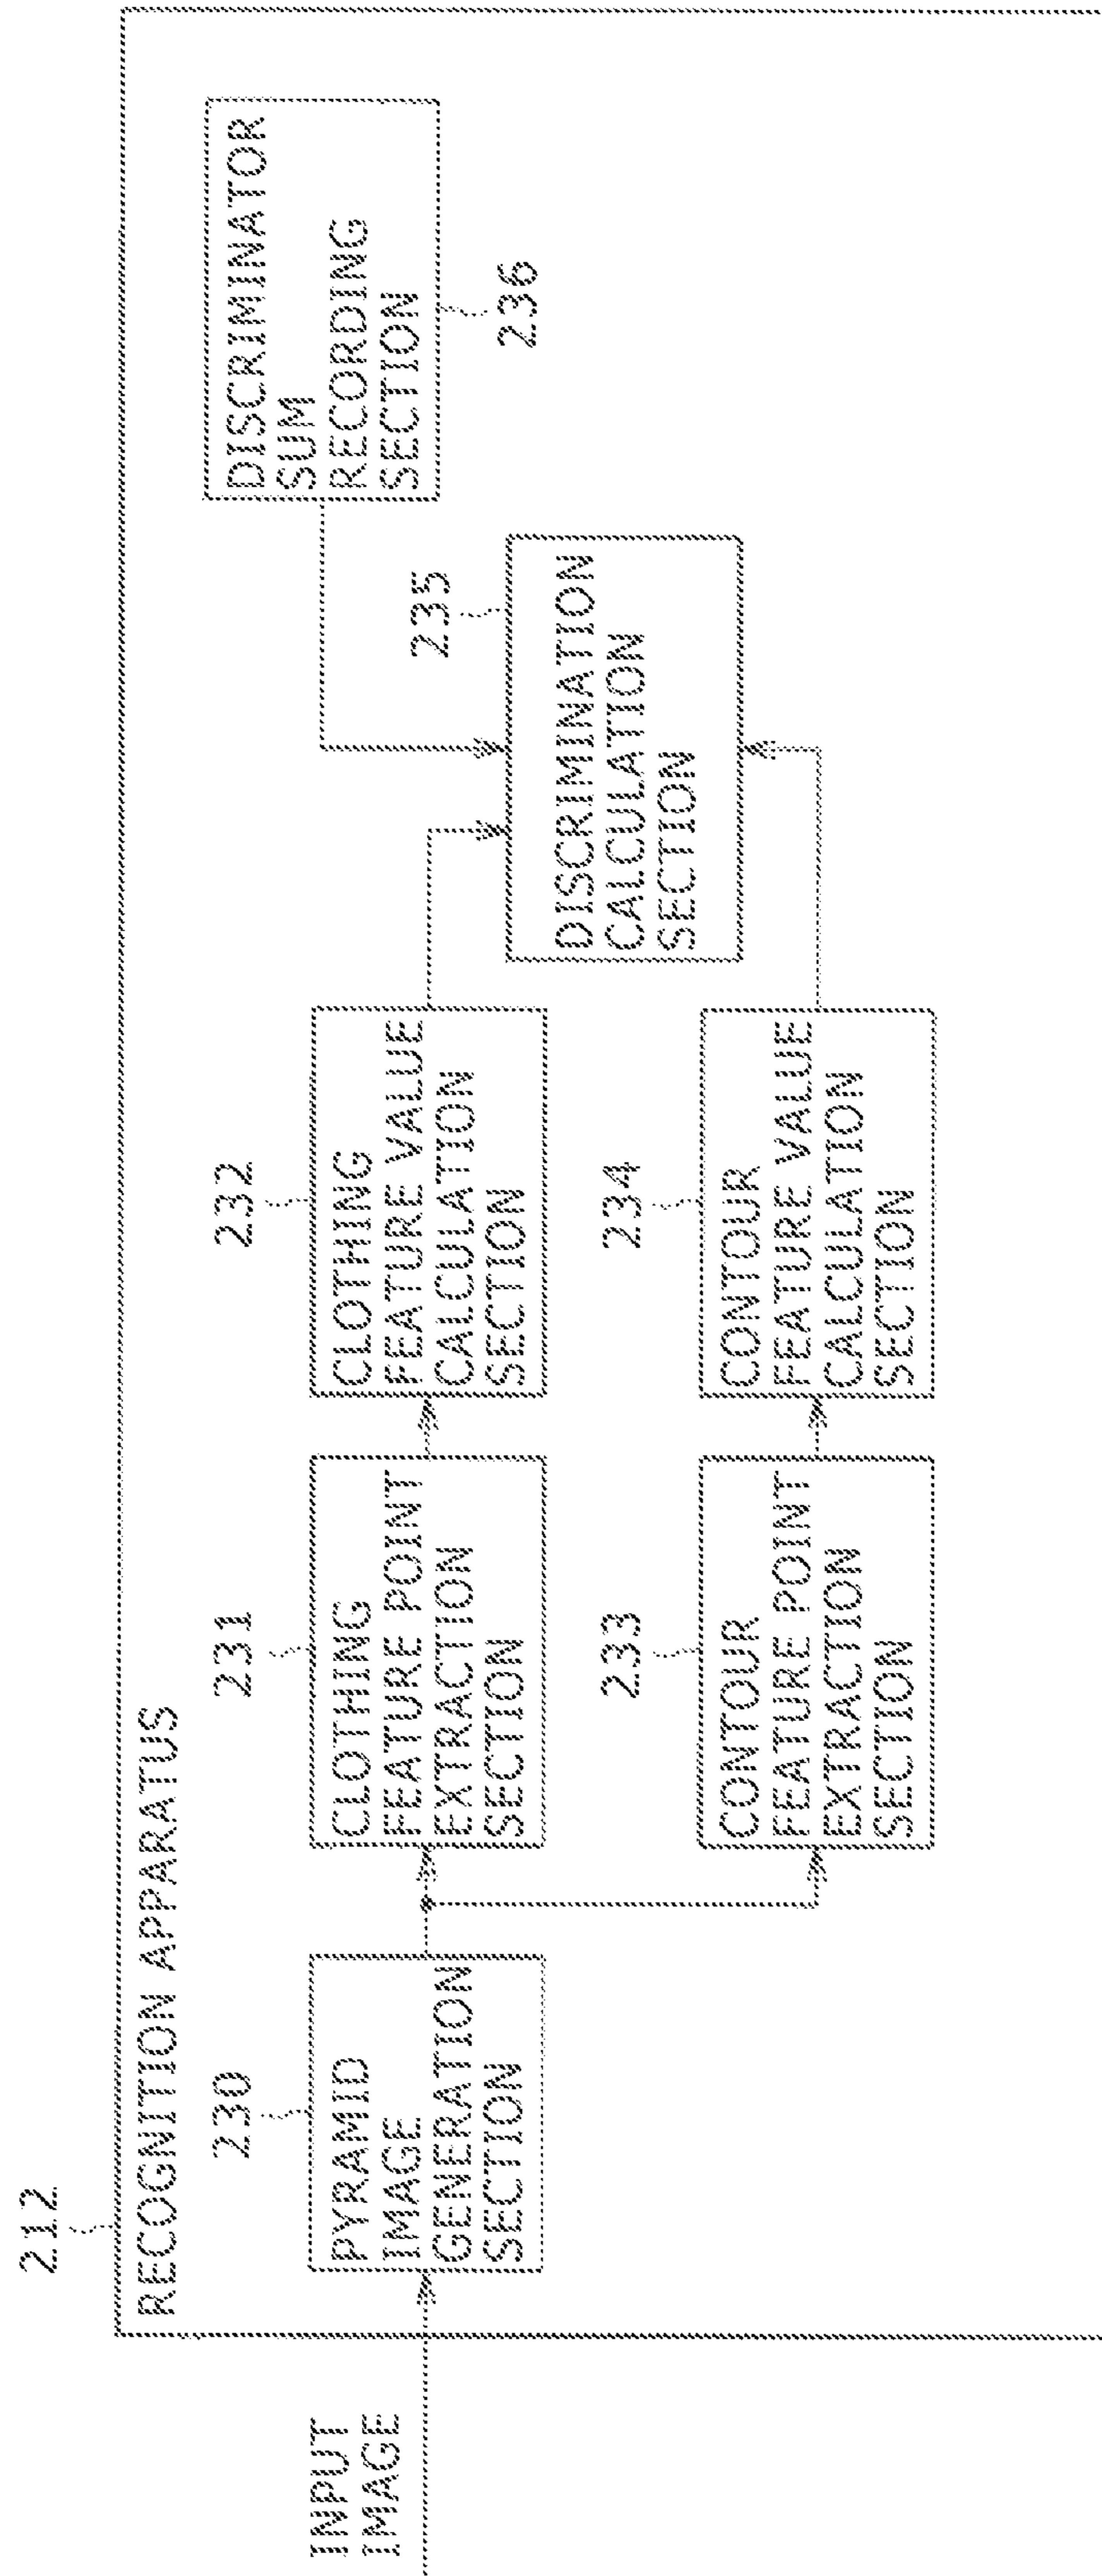 212
RECOGNITION APPARATUS
INPUT
IMAGE
230
PYRAMID
IMAGE
GENERATION
SECTION
231
CLOTHING
FEATURE POINT
EXTRACTION
SECTION
232
CLOTHING
FEATURE VALUE
CALCULATION
SECTION
233
CONTOUR
FEATURE POINT
EXTRACTION
SECTION
234
CONTOUR
FEATURE VALUE
CALCULATION
SECTION
235
DISCRIMINATION
CALCULATION
SECTION
DISCRIMINATOR
SUM
RECORDING
SECTION
236